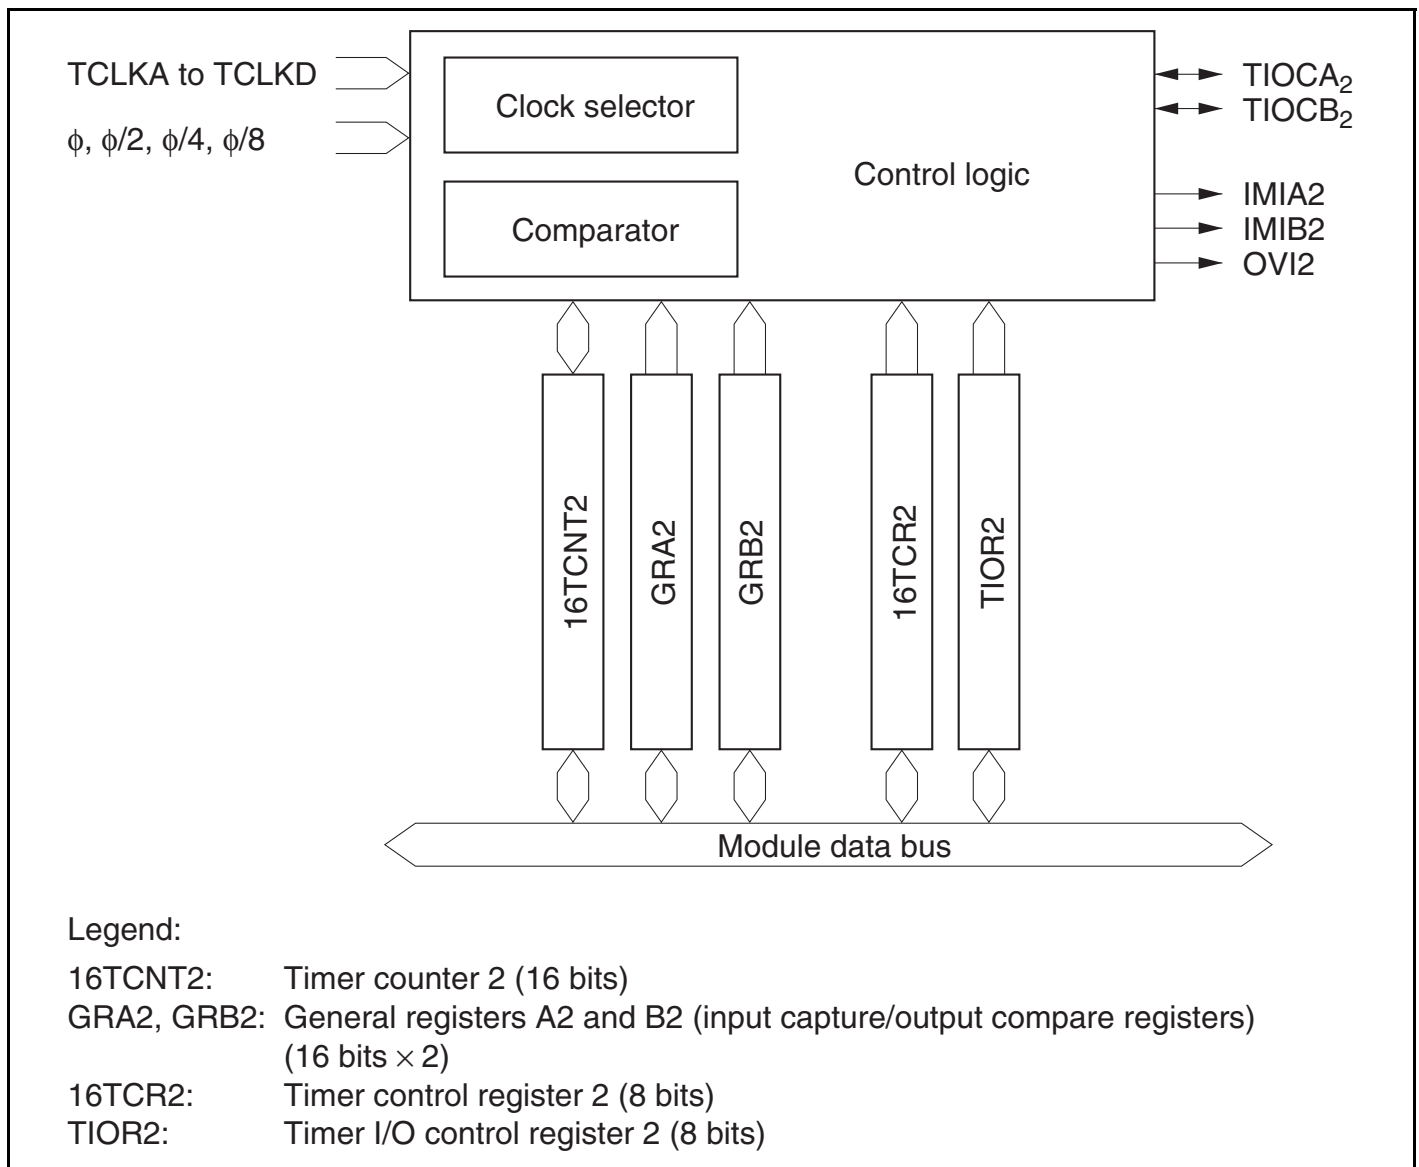 TCLKA to TCLKD
ϕ, ϕ/2, ϕ/4, ϕ/8
Clock selector
Comparator
Control logic
TIOCA₂
TIOCB₂
IMIA2
IMIB2
OVI2
16TCNT2
GRA2
GRB2
16TCR2
TIOR2
Module data bus
Legend:
16TCNT2: Timer counter 2 (16 bits)
GRA2, GRB2: General registers A2 and B2 (input capture/output compare registers)
(16 bits × 2)
16TCR2: Timer control register 2 (8 bits)
TIOR2: Timer I/O control register 2 (8 bits)